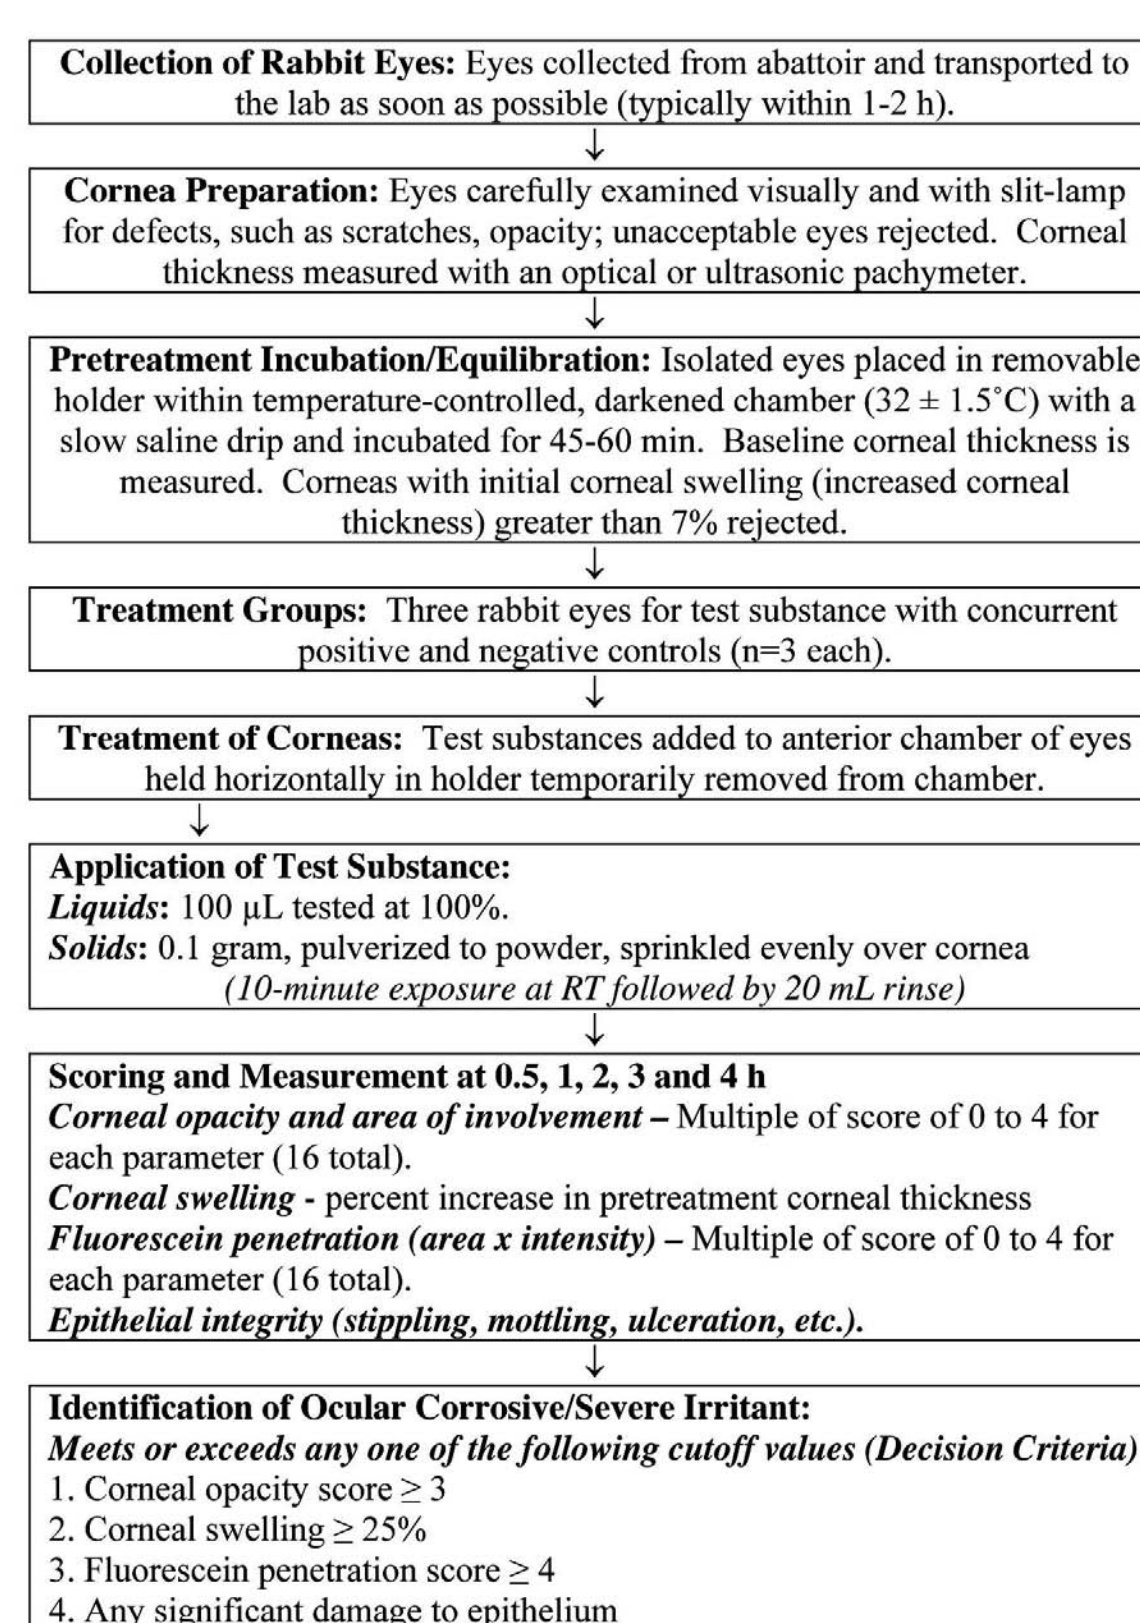 Collection of Rabbit Eyes: Eyes collected from abattoir and transported to
the lab as soon as possible (typically within 1-2 h).
↓
Cornea Preparation: Eyes carefully examined visually and with slit-lamp
for defects, such as scratches, opacity; unacceptable eyes rejected. Corneal
thickness measured with an optical or ultrasonic pachymeter.
↓
Pretreatment Incubation/Equilibration: Isolated eyes placed in removable
holder within temperature-controlled, darkened chamber (32 ± 1.5˚C) with a
slow saline drip and incubated for 45-60 min. Baseline corneal thickness is
measured. Corneas with initial corneal swelling (increased corneal
thickness) greater than 7% rejected.
↓
Treatment Groups: Three rabbit eyes for test substance with concurrent
positive and negative controls (n=3 each).
↓
Treatment of Corneas: Test substances added to anterior chamber of eyes
held horizontally in holder temporarily removed from chamber.
↓
Application of Test Substance:
Liquids: 100 µL tested at 100%.
Solids: 0.1 gram, pulverized to powder, sprinkled evenly over cornea
(10-minute exposure at RT followed by 20 mL rinse)
↓
Scoring and Measurement at 0.5, 1, 2, 3 and 4 h
Corneal opacity and area of involvement – Multiple of score of 0 to 4 for
each parameter (16 total).
Corneal swelling - percent increase in pretreatment corneal thickness
Fluorescein penetration (area x intensity) – Multiple of score of 0 to 4 for
each parameter (16 total).
Epithelial integrity (stippling, mottling, ulceration, etc.).
↓
Identification of Ocular Corrosive/Severe Irritant:
Meets or exceeds any one of the following cutoff values (Decision Criteria)
1. Corneal opacity score ≥ 3
2. Corneal swelling ≥ 25%
3. Fluorescein penetration score ≥ 4
4. Any significant damage to epithelium